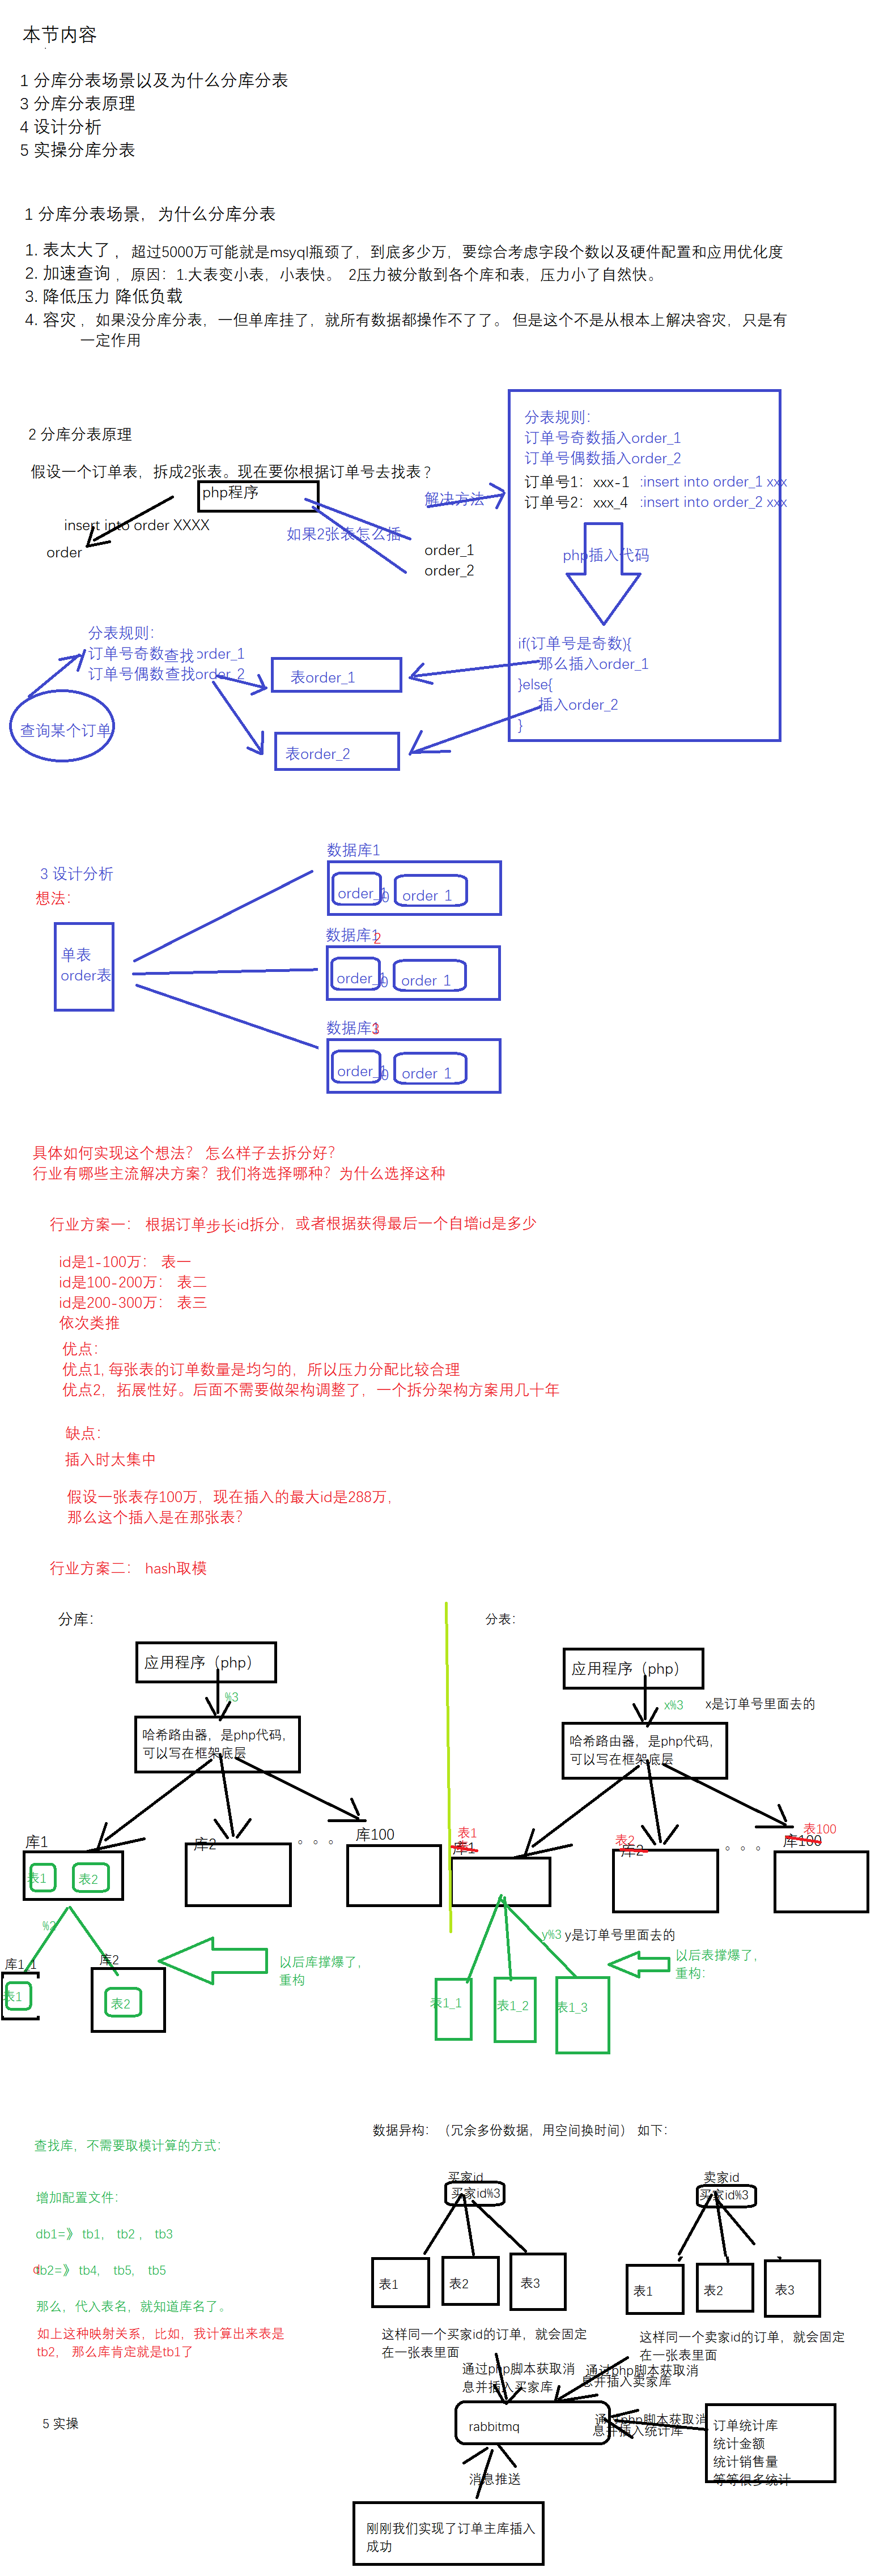 本节内容
1 分库分表场景以及为什么分库分表
3 分库分表原理
4 设计分析
5 实操分库分表
1 分库分表场景，为什么分库分表
1. 表太大了 ，超过5000万可能就是msyql瓶颈了，到底多少万，要综合考虑字段个数以及硬件配置和应用优化度
2. 加速查询 ，原因：1.大表变小表，小表快。 2压力被分散到各个库和表，压力小了自然快。
3. 降低压力 降低负载
4. 容灾 ，如果没分库分表，一但单库挂了，就所有数据都操作不了了。 但是这个不是从根本上解决容灾，只是有
一定作用
2 分库分表原理
假设一个订单表，拆成2张表。现在要你根据订单号去找表？
php程序
insert into order XXXX
order
如果2张表怎么插
解决方法
order_1
order_2
分表规则：
订单号奇数插入order_1
订单号偶数插入order_2
订单号1：xxx-1 :insert into order_1 xxx
订单号2：xxx_4 :insert into order_2 xxx
php插入代码
if(订单号是奇数){
那么插入order_1
}else{
插入order_2
}
分表规则：
订单号奇数查找order_1
订单号偶数查找order_2
查询某个订单
表order_1
表order_2
3 设计分析
想法：
单表
order表
数据库1
order_0
order_1
数据库2
order_0
order_1
数据库3
order_0
order_1
具体如何实现这个想法？ 怎么样子去拆分好？
行业有哪些主流解决方案？我们将选择哪种？为什么选择这种
行业方案一： 根据订单步长id拆分，或者根据获得最后一个自增id是多少
id是1-100万： 表一
id是100-200万： 表二
id是200-300万： 表三
依次类推
优点：
优点1, 每张表的订单数量是均匀的，所以压力分配比较合理
优点2，拓展性好。后面不需要做架构调整了，一个拆分架构方案用几十年
缺点：
插入时太集中
假设一张表存100万，现在插入的最大id是288万，
那么这个插入是在那张表？
行业方案二： hash取模
分库：
应用程序（php）
%3
哈希路由器，是php代码，
可以写在框架底层
库1
表1
表2
库2
。。。
库100
%2
库1_1
表1
库2
表2
以后库撑爆了，
重构
分表：
应用程序（php）
x%3
x是订单号里面去的
哈希路由器，是php代码，
可以写在框架底层
表1
库1
表2
库2
。。。
表100
库100
y%3 y是订单号里面去的
表1_1
表1_2
表1_3
以后表撑爆了，
重构：
查找库，不需要取模计算的方式：
增加配置文件：
db1=》 tb1， tb2 ， tb3
db2=》 tb4， tb5， tb5
那么，代入表名，就知道库名了。
如上这种映射关系，比如，我计算出来表是
tb2， 那么库肯定就是tb1了
数据异构：（冗余多份数据，用空间换时间） 如下：
买家id
买家id%3
表1
表2
表3
这样同一个买家id的订单，就会固定
在一张表里面
卖家id
买家id%3
表1
表2
表3
这样同一个卖家id的订单，就会固定
在一张表里面
通过php脚本获取消
息并插入买家库
通过php脚本获取消
息并插入卖家库
通过php脚本获取消
息并插入统计库
rabbitmq
订单统计库
统计金额
统计销售量
等等很多统计
消息推送
刚刚我们实现了订单主库插入
成功
5 实操